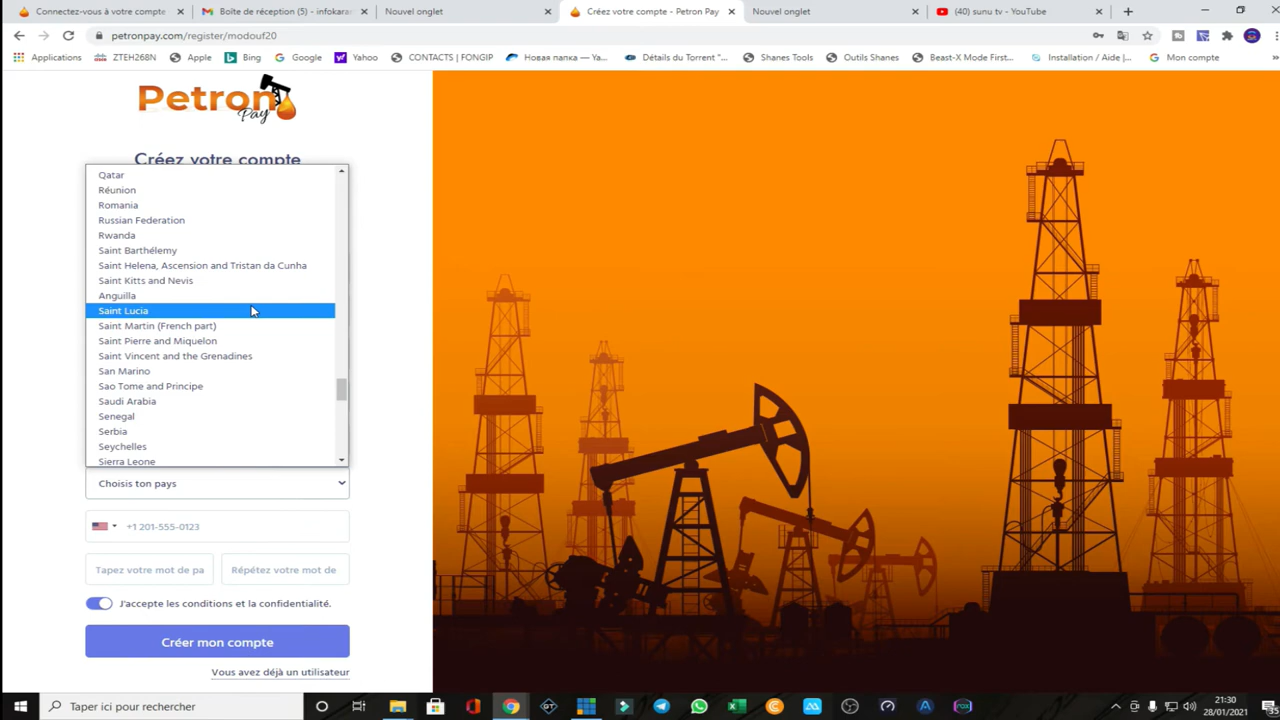 Connectez-vous à votre compte
Boîte de réception (5) - infokaran
Nouvel onglet
Créez votre compte - Petron Pay
Nouvel onglet
(40) sunu tv - YouTube
petronpay.com/register/modouf20
Applications
ZTEH268N
Apple
Bing
Google
Yahoo
CONTACTS | FONGIP
Новая папка — Ya...
Détails du Torrent "...
Shanes Tools
Outils Shanes
Beast-X Mode First...
Installation / Aide |...
Mon compte
Petron
Pay
Créez votre compte
Qatar
Réunion
Romania
Russian Federation
Rwanda
Saint Barthélemy
Saint Helena, Ascension and Tristan da Cunha
Saint Kitts and Nevis
Anguilla
Saint Lucia
Saint Martin (French part)
Saint Pierre and Miquelon
Saint Vincent and the Grenadines
San Marino
Sao Tome and Principe
Saudi Arabia
Senegal
Serbia
Seychelles
Sierra Leone
Choisis ton pays
+1 201-555-0123
Tapez votre mot de pa
Répétez votre mot de
J'accepte les conditions et la confidentialité.
Créer mon compte
Vous avez déjà un utilisateur
Taper ici pour rechercher
21:30
28/01/2021